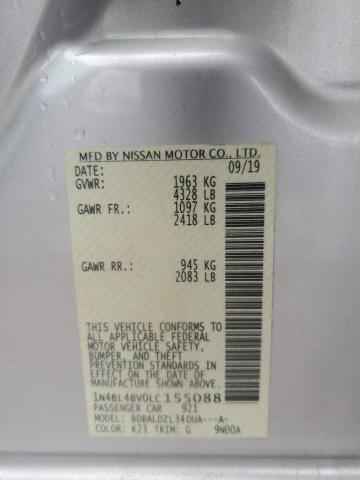 MFD BY NISSAN MOTOR CO., LTD.
DATE: 09/19
GVWR: 1963 KG
4328 LB
GAWR FR.: 1097 KG
2418 LB
GAWR RR.: 945 KG
2083 LB
THIS VEHICLE CONFORMS TO
ALL APPLICABLE FEDERAL
MOTOR VEHICLE SAFETY,
BUMPER, AND THEFT
PREVENTION STANDARDS IN
EFFECT ON THE DATE OF
MANUFACTURE SHOWN ABOVE.
1N4BL4BV0LC155088
PASSENGER CAR 921
MODEL: BDBALDZL34DUA---A-
COLOR: K23 TRIM: G 9N00A